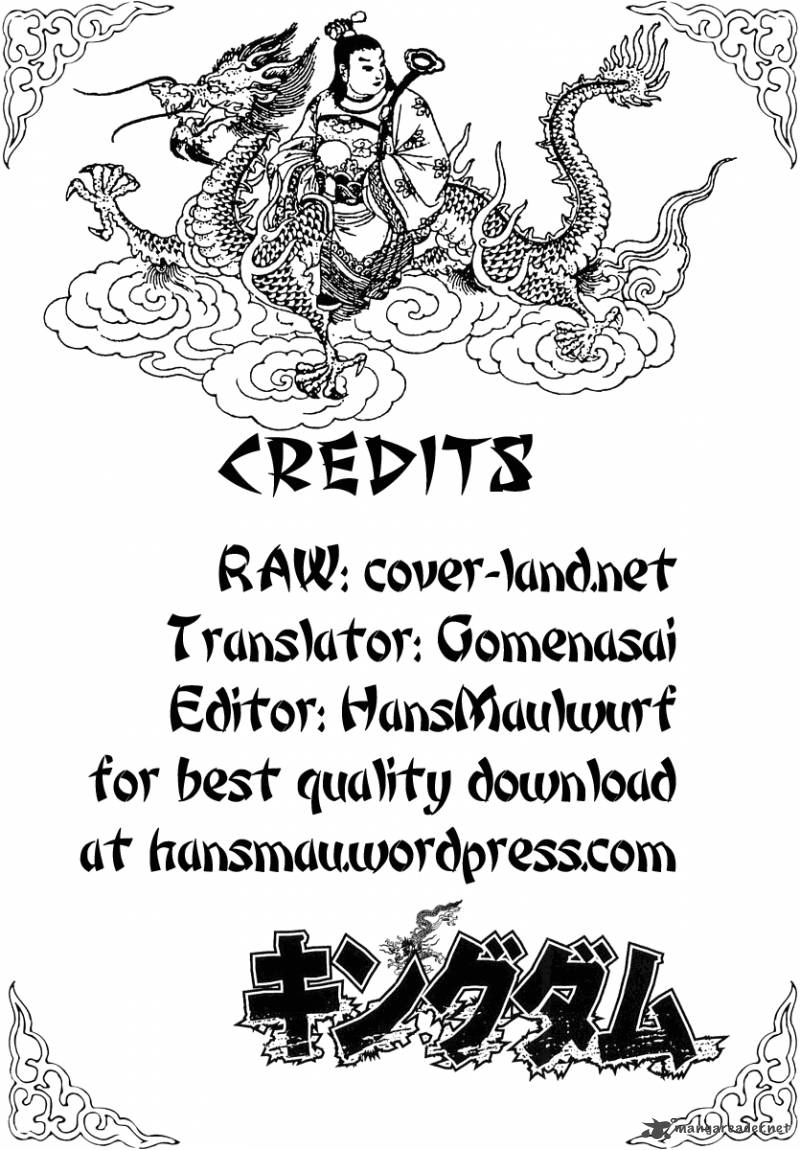 CREDITS
RAW: cover-land.net
Translator: Gomenasai
Editor: HansMaulwurf
for best quality download
at hansmau.wordpress.com
キングダム
mangareader.net